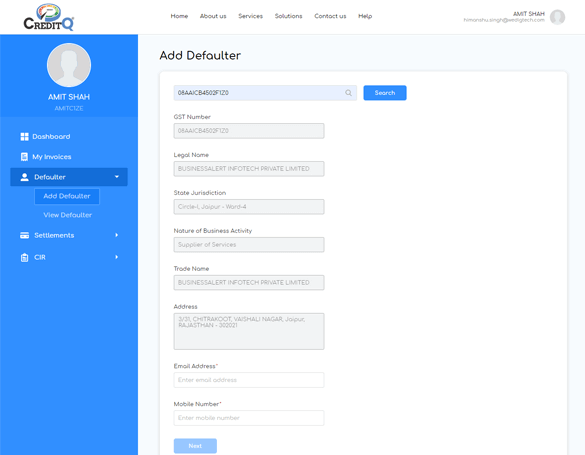 CREDITQ
Home About us Services Solutions Contact us Help
AMIT SHAH
himanshu.singh@webligtech.com
AMIT SHAH
AMITC1ZE
Dashboard
My Invoices
Defaulter
Add Defaulter
View Defaulter
Settlements
CIR
Add Defaulter
08AAICB4502F1Z0
Search
GST Number
08AAICB4502F1Z0
Legal Name
BUSINESSALERT INFOTECH PRIVATE LIMITED
State Jurisdiction
Circle-I, Jaipur - Ward-4
Nature of Business Activity
Supplier of Services
Trade Name
BUSINESSALERT INFOTECH PRIVATE LIMITED
Address
3/31, CHITRAKOOT, VAISHALI NAGAR, Jaipur,
RAJASTHAN - 302021
Email Address*
Enter email address
Mobile Number*
Enter mobile number
Next